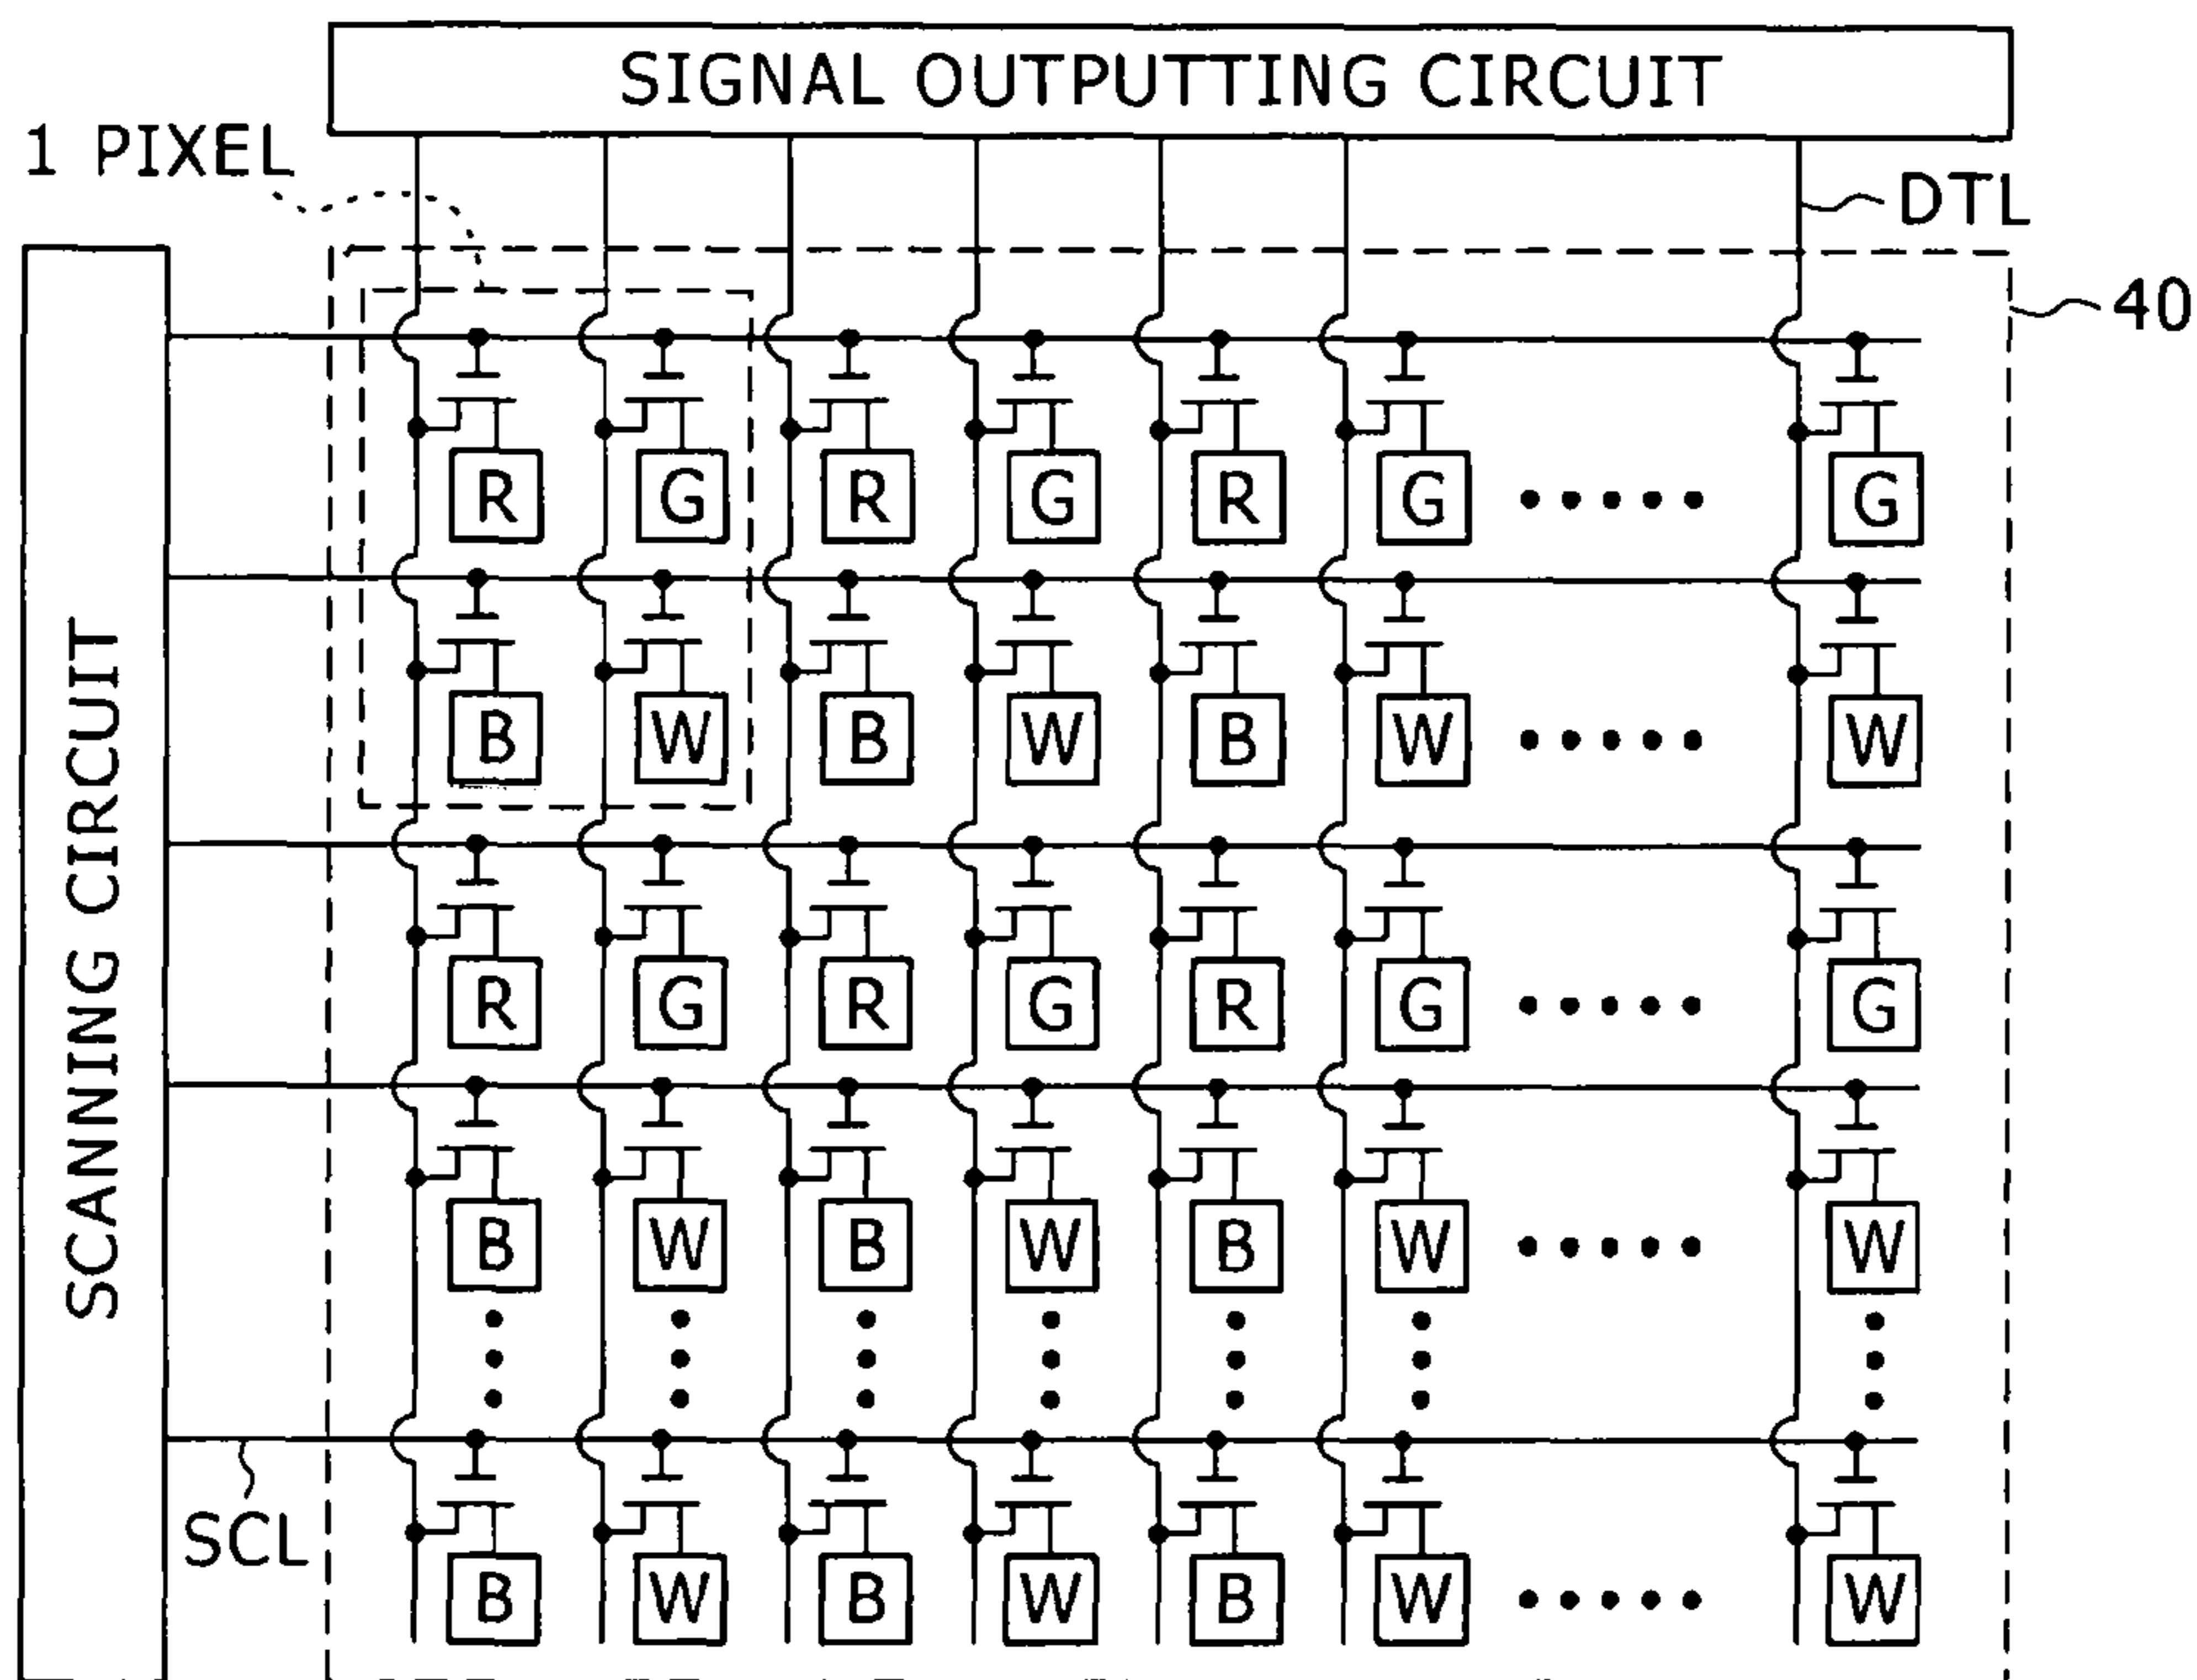 SIGNAL OUTPUTTING CIRCUIT
1 PIXEL
DTL
40
SCANNING CIRCUIT
R G R G R G G
B W B W B W W
R G R G R G G
B W B W B W W
SCL
B W B W B W W